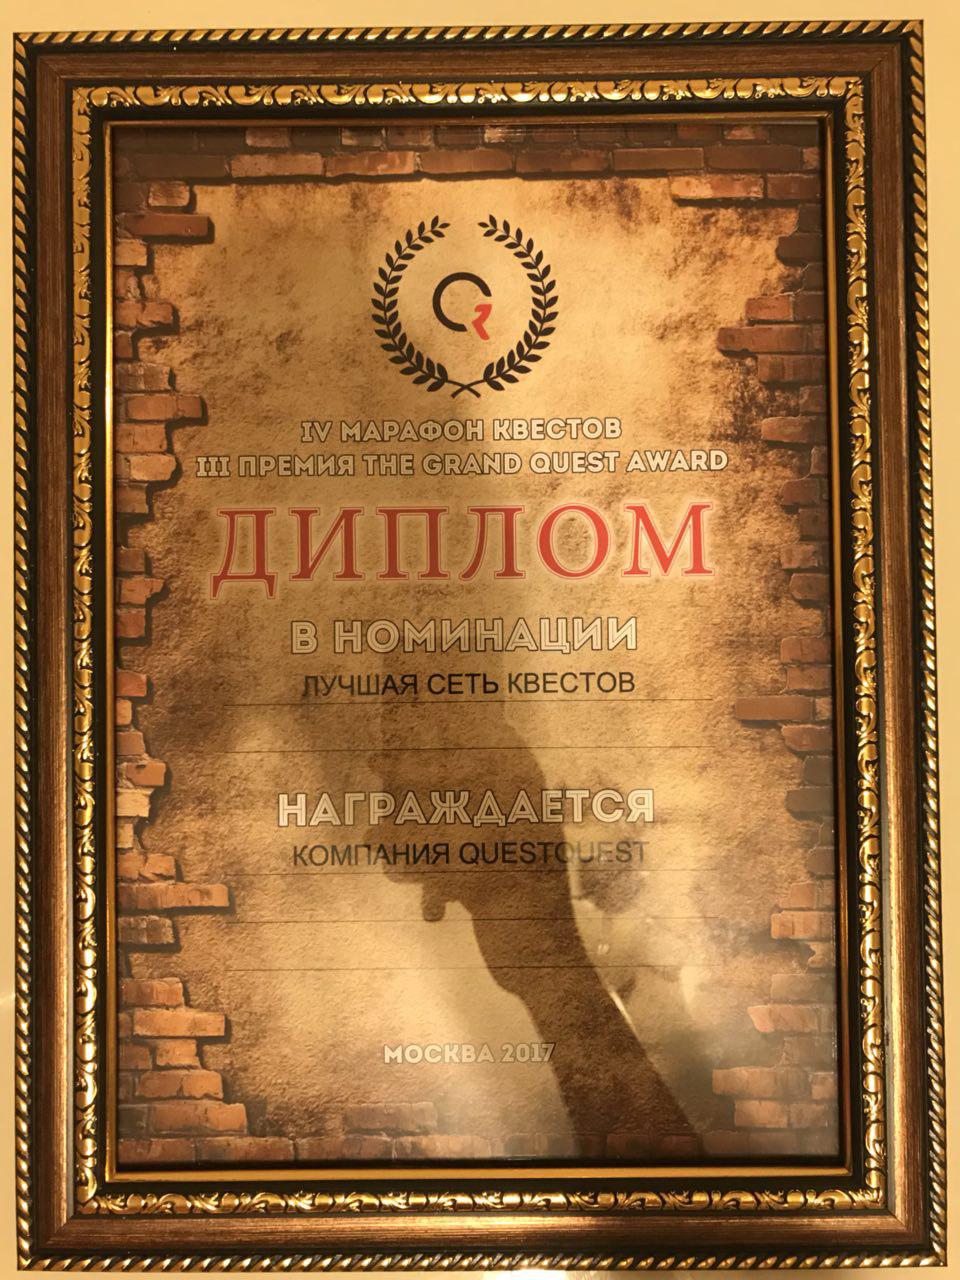 IV МАРАФОН КВЕСТОВ
III ПРЕМИЯ THE GRAND QUEST AWARD
ДИПЛОМ
В НОМИНАЦИИ
ЛУЧШАЯ СЕТЬ КВЕСТОВ
НАГРАЖДАЕТСЯ
КОМПАНИЯ QUESTQUEST
МОСКВА 2017